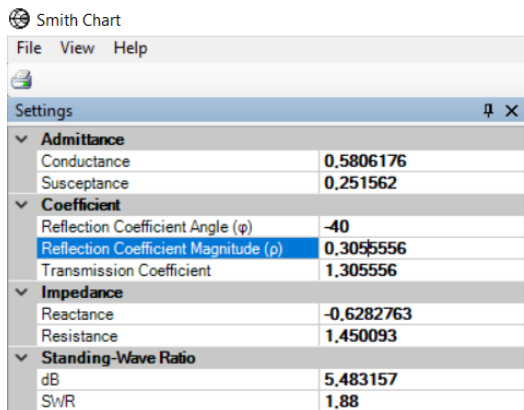 Smith Chart
File View Help
Settings
Admittance
Conductance 0,5806176
Susceptance 0,251562
Coefficient
Reflection Coefficient Angle (φ) -40
Reflection Coefficient Magnitude (ρ) 0,3055556
Transmission Coefficient 1,305556
Impedance
Reactance -0,6282763
Resistance 1,450093
Standing-Wave Ratio
dB 5,483157
SWR 1,88